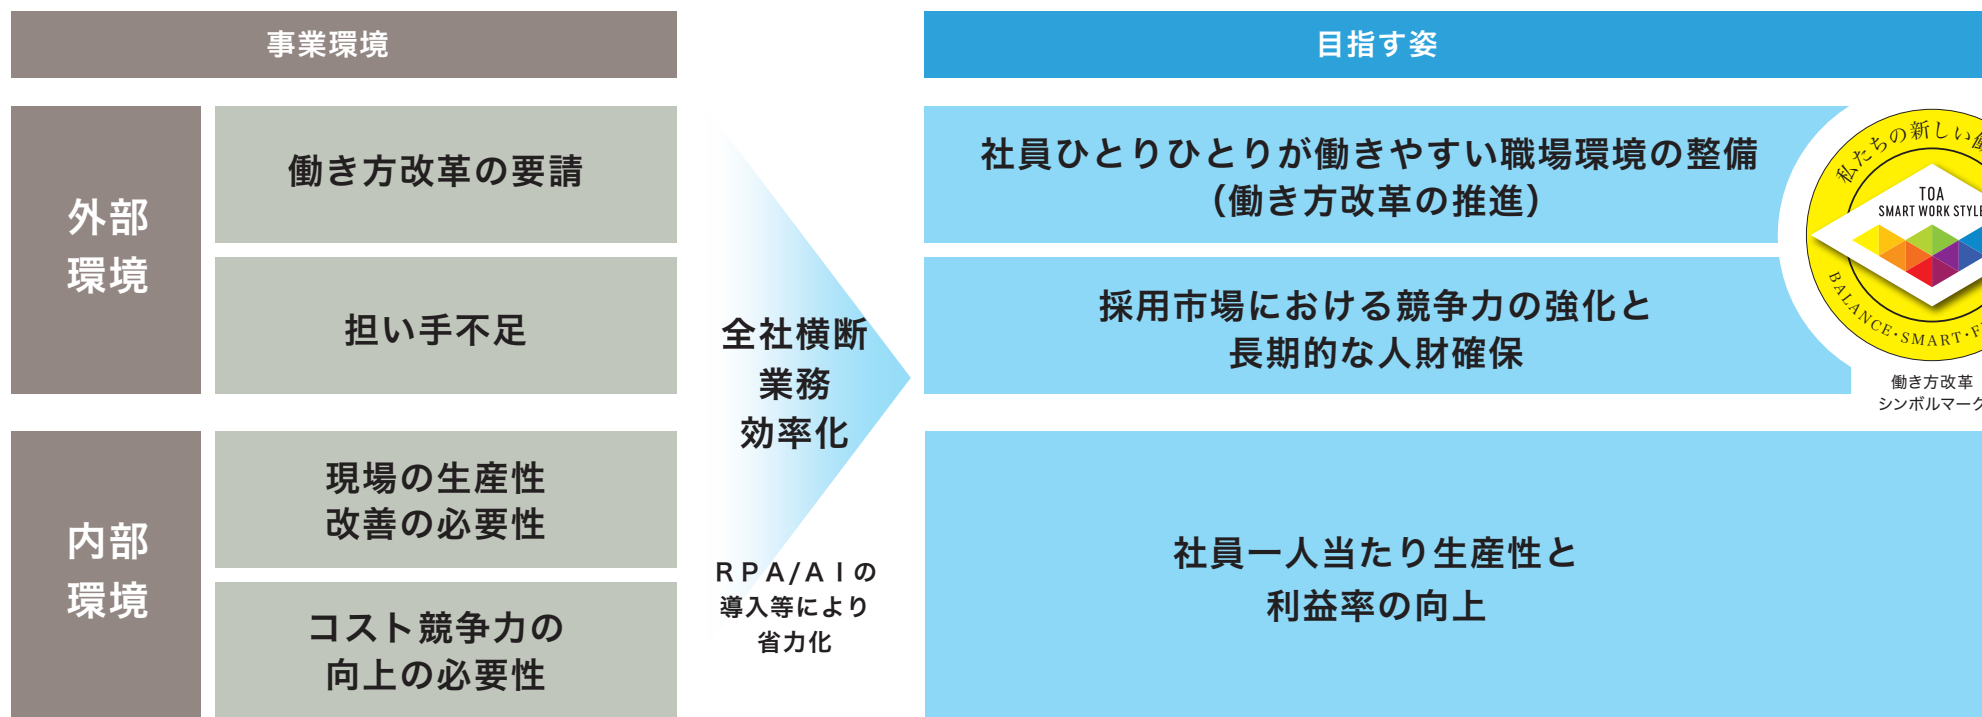 事業環境
外部
環境
働き方改革の要請
担い手不足
内部
環境
現場の生産性
改善の必要性
コスト競争力の
向上の必要性
全社横断
業務
効率化
RPA/AIの
導入等により
省力化
目指す姿
社員ひとりひとりが働きやすい職場環境の整備
（働き方改革の推進）
採用市場における競争力の強化と
長期的な人財確保
私たちの新しい働
TOA
SMART WORK STYLE
BALANCE・SMART・
働き方改革
シンボルマーク
社員一人当たり生産性と
利益率の向上